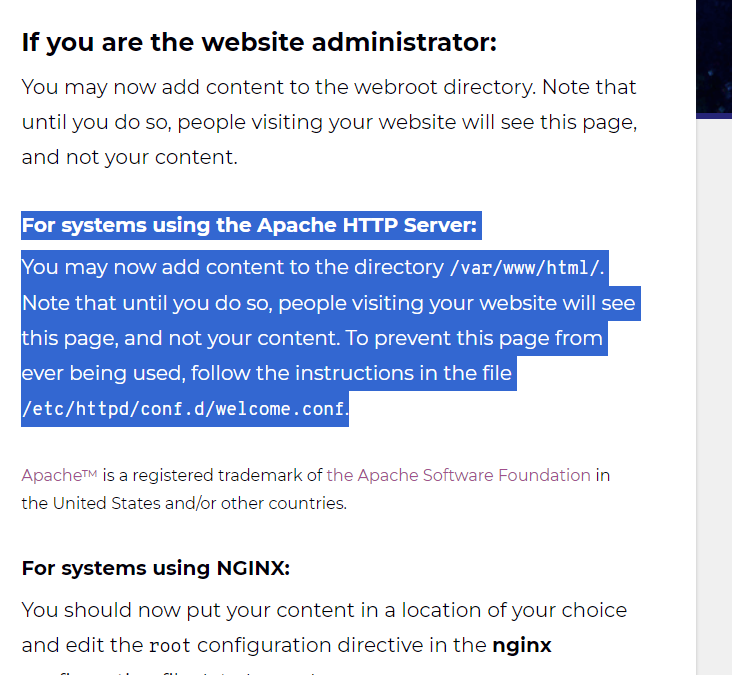 If you are the website administrator:
You may now add content to the webroot directory. Note that
until you do so, people visiting your website will see this page,
and not your content.
For systems using the Apache HTTP Server:
You may now add content to the directory /var/www/html/.
Note that until you do so, people visiting your website will see
this page, and not your content. To prevent this page from
ever being used, follow the instructions in the file
/etc/httpd/conf.d/welcome.conf.
Apache™ is a registered trademark of the Apache Software Foundation in
the United States and/or other countries.
For systems using NGINX:
You should now put your content in a location of your choice
and edit the root configuration directive in the nginx